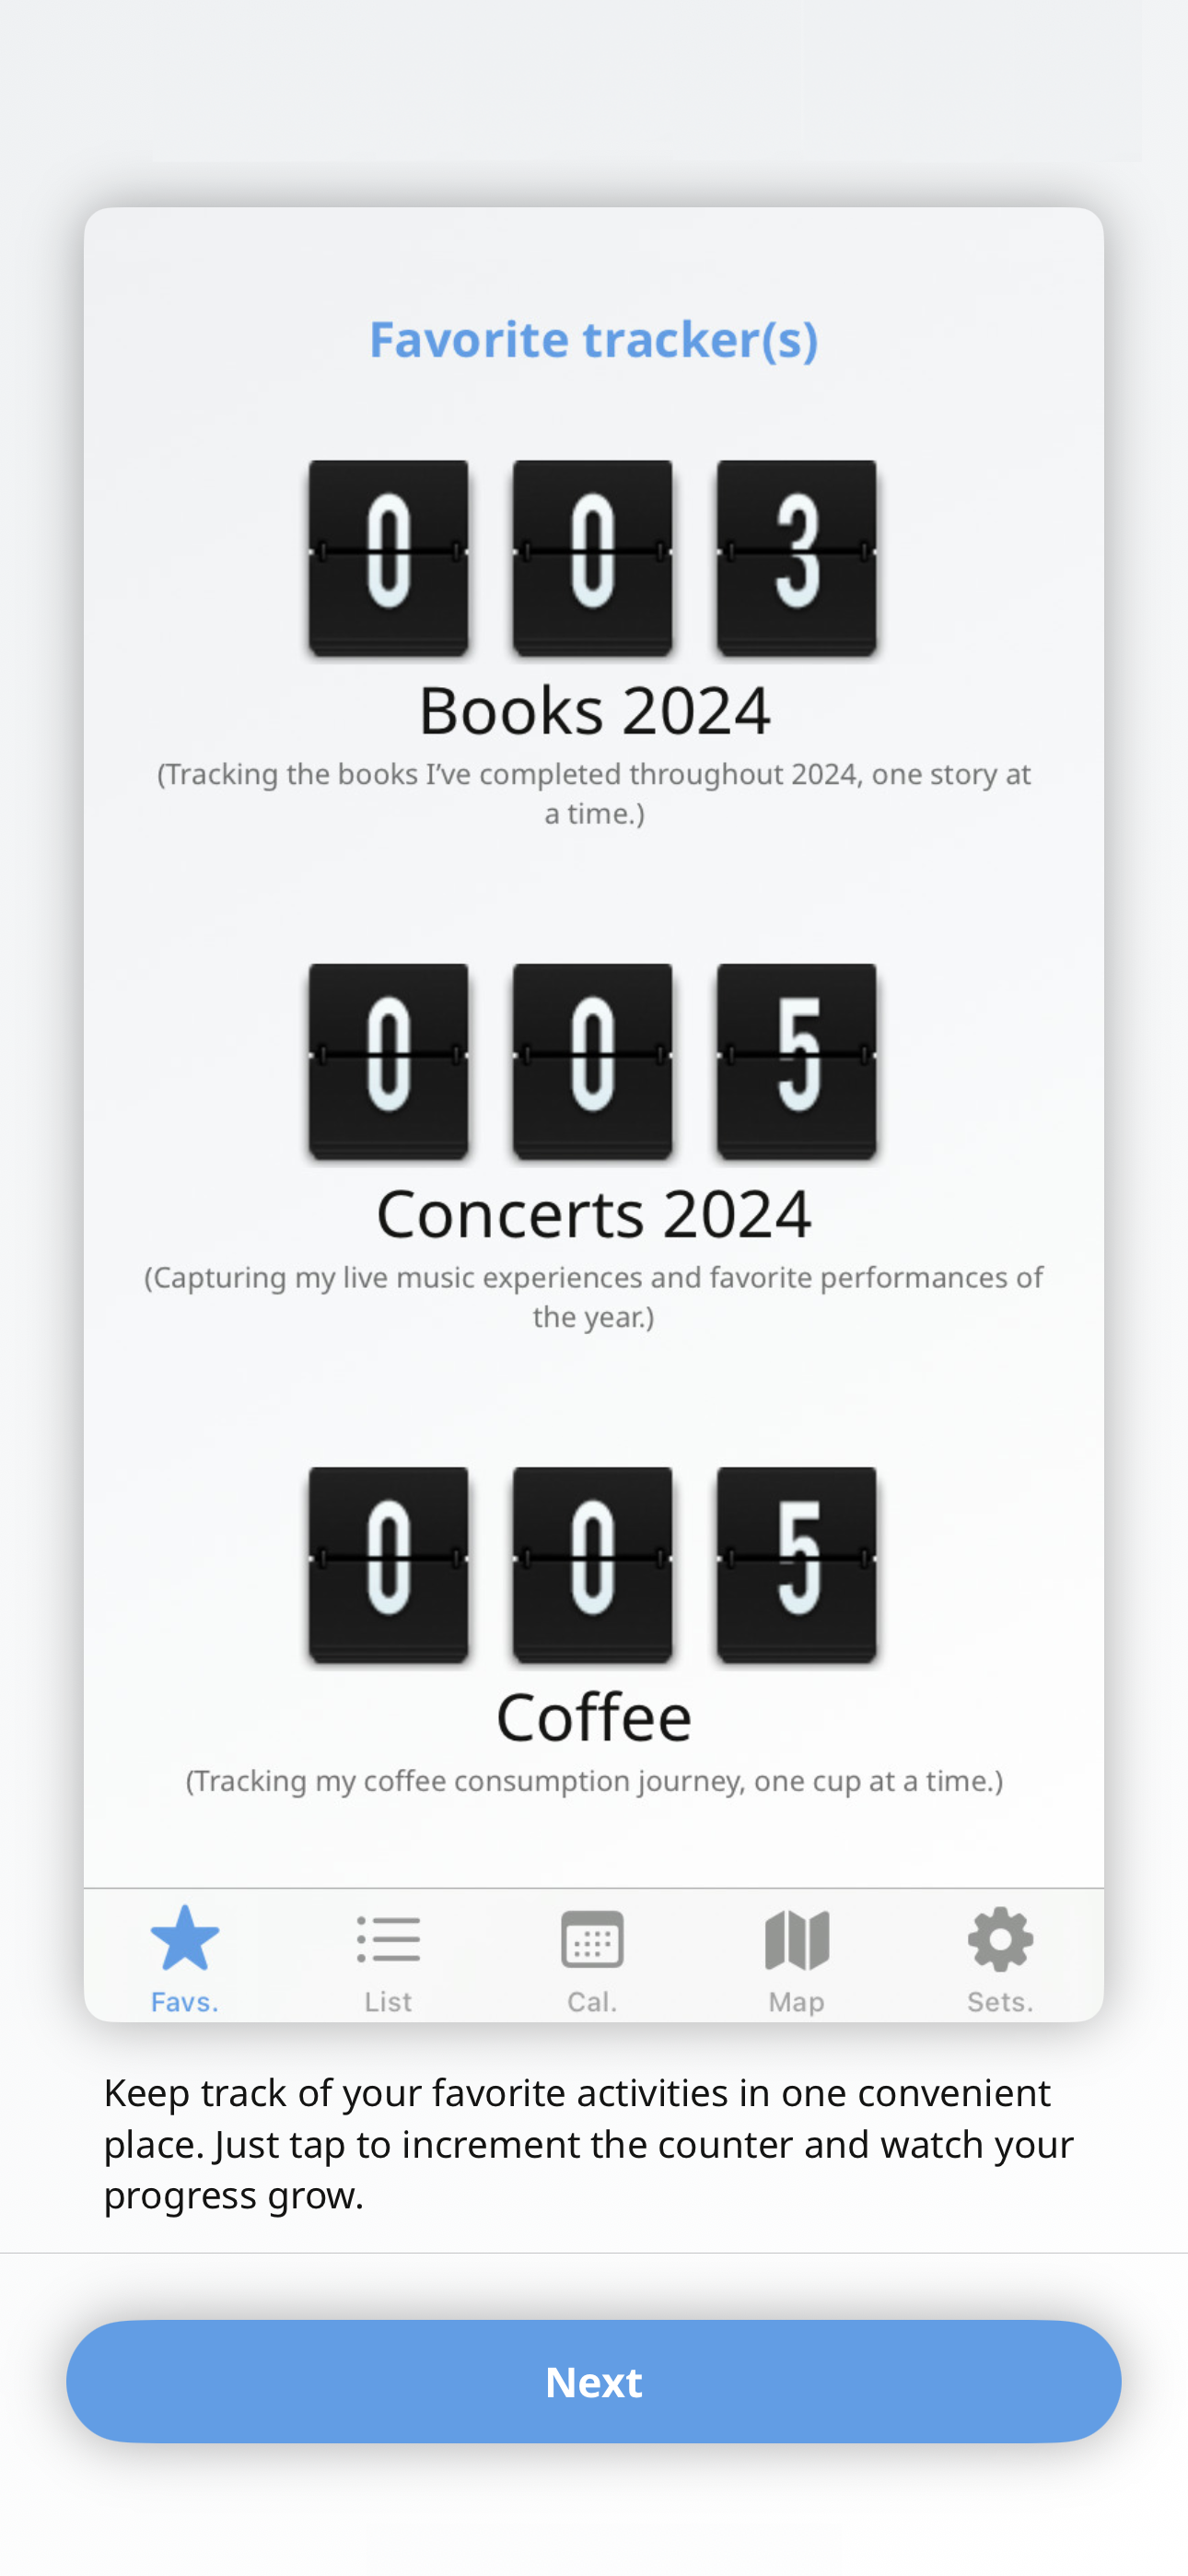 Favorite tracker(s)
0 0 3
Books 2024
(Tracking the books I’ve completed throughout 2024, one story at
a time.)
0 0 5
Concerts 2024
(Capturing my live music experiences and favorite performances of
the year.)
0 0 5
Coffee
(Tracking my coffee consumption journey, one cup at a time.)
Favs. List Cal. Map Sets.
Keep track of your favorite activities in one convenient
place. Just tap to increment the counter and watch your
progress grow.
Next